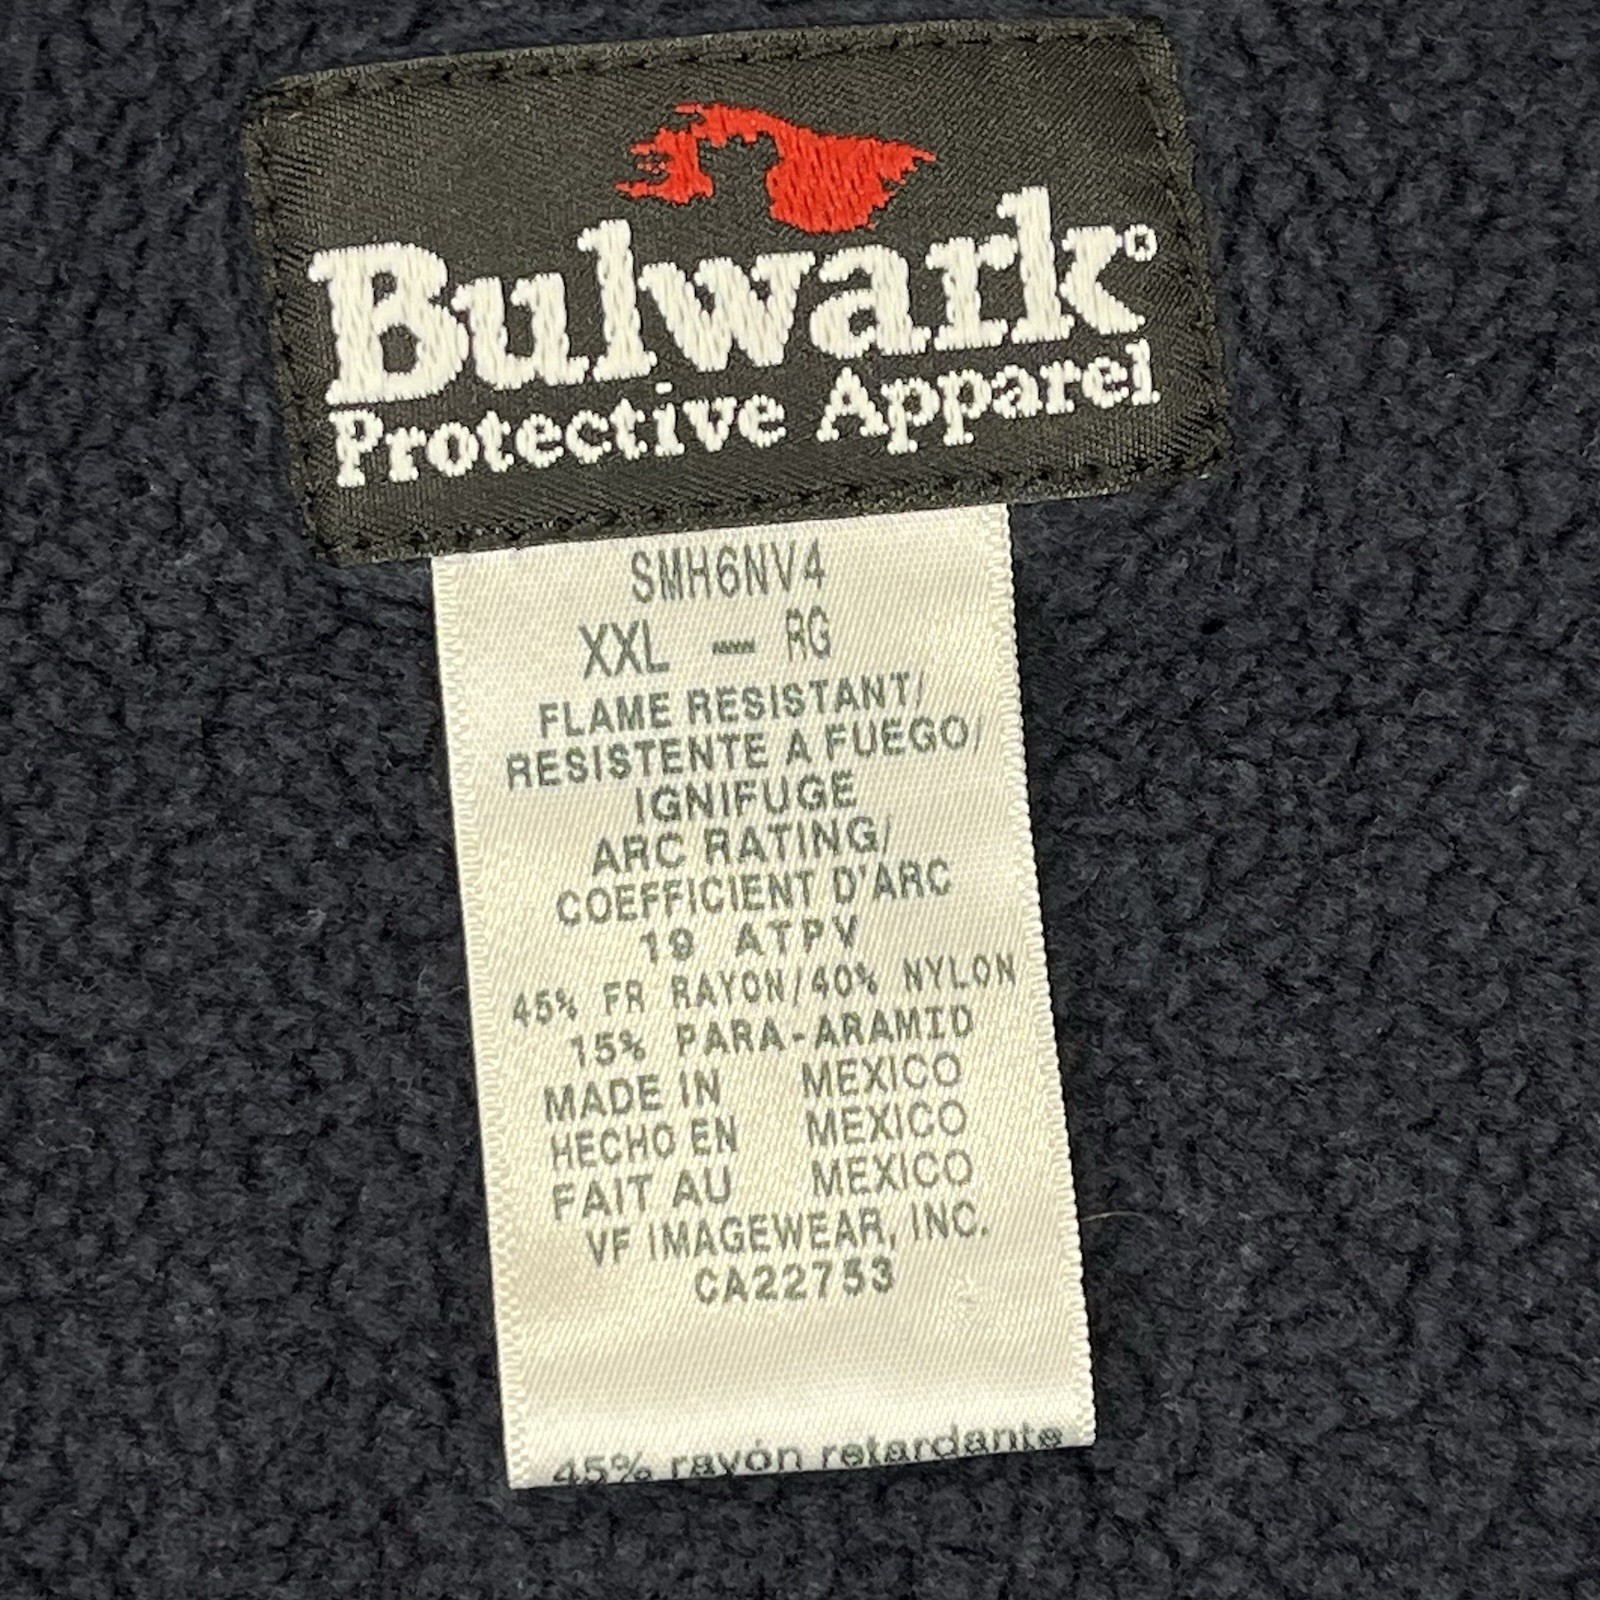 Bulwark®
Protective Apparel
SMH6NV4
XXL — RG
FLAME RESISTANT/
RESISTENTE A FUEGO/
IGNIFUGE
ARC RATING/
COEFFICIENT D'ARC
19 ATPV
45% FR RAYON/40% NYLON
15% PARA-ARAMID
MADE IN MEXICO
HECHO EN MEXICO
FAIT AU MEXICO
VF IMAGEWEAR, INC.
CA22753
45% rayón retardante